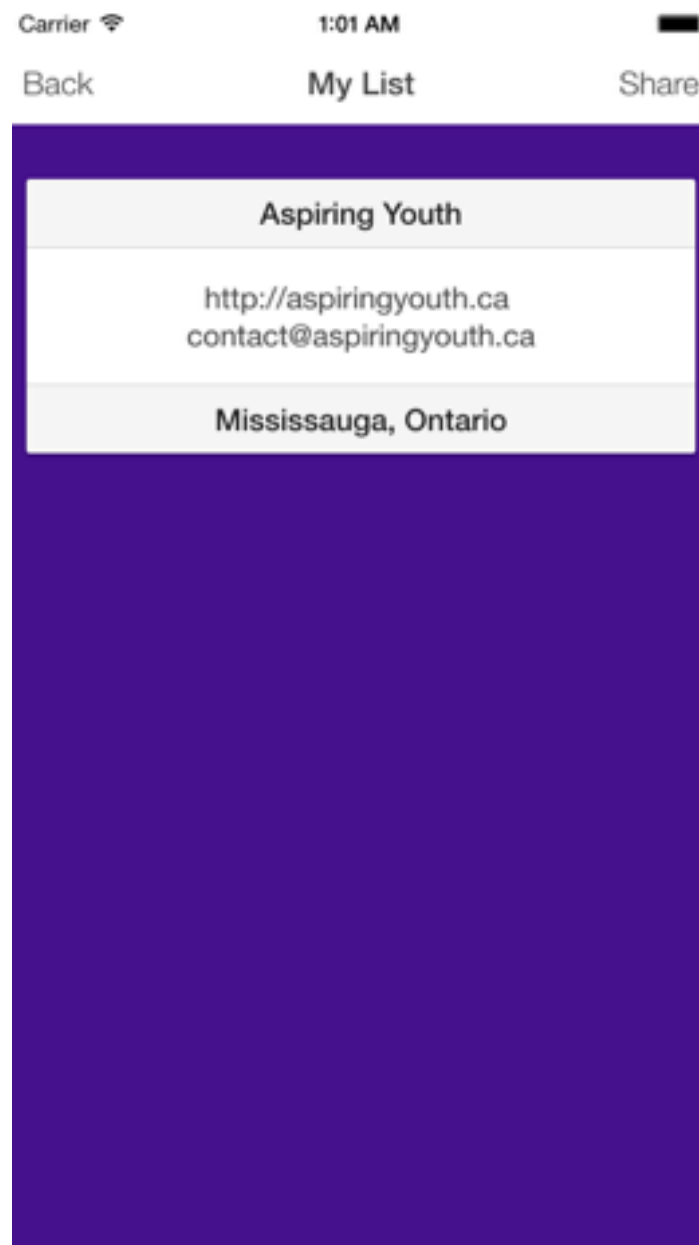 Carrier 1:01 AM
Back My List Share
Aspiring Youth
http://aspiringyouth.ca
contact@aspiringyouth.ca
Mississauga, Ontario